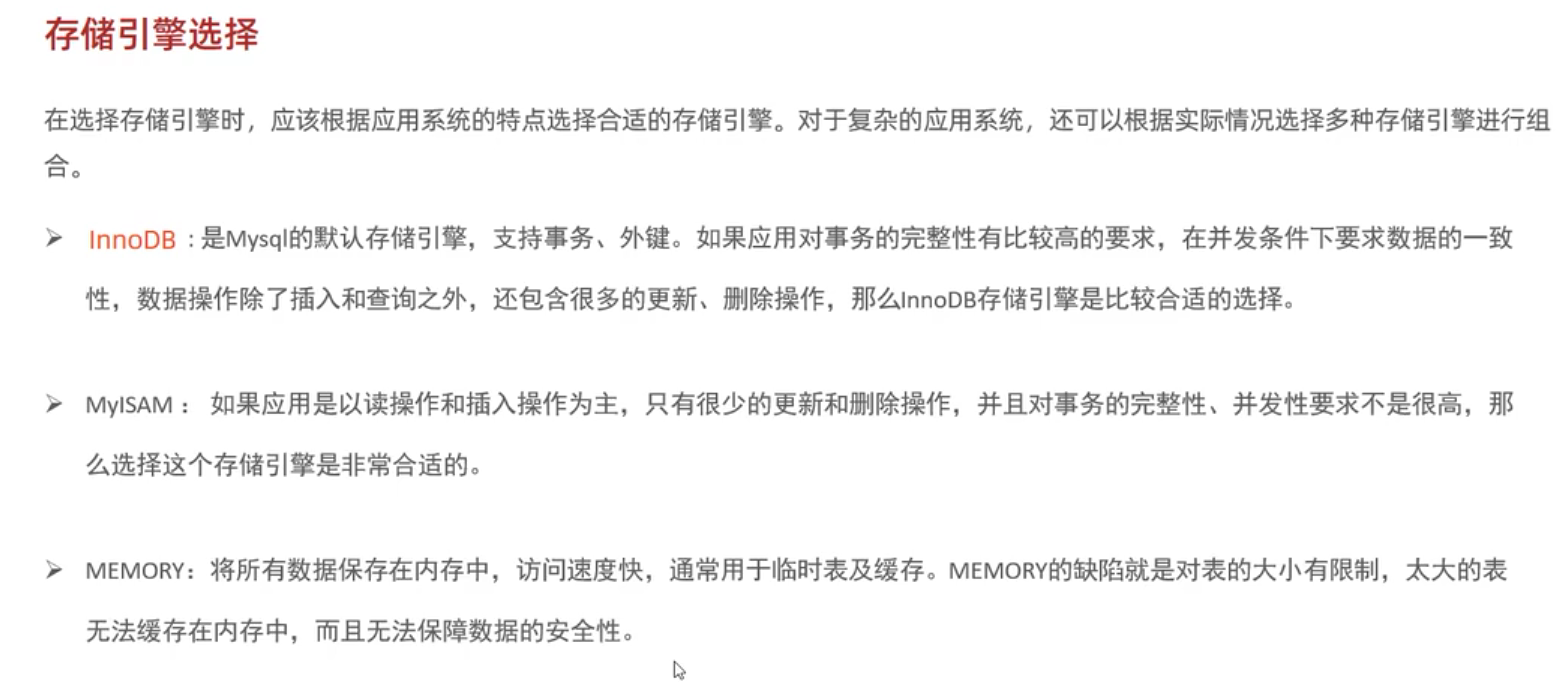 存储引擎选择
在选择存储引擎时，应该根据应用系统的特点选择合适的存储引擎。对于复杂的应用系统，还可以根据实际情况选择多种存储引擎进行组
合。
➢ InnoDB : 是Mysql的默认存储引擎，支持事务、外键。如果应用对事务的完整性有比较高的要求，在并发条件下要求数据的一致
性，数据操作除了插入和查询之外，还包含很多的更新、删除操作，那么InnoDB存储引擎是比较合适的选择。
➢ MyISAM ： 如果应用是以读操作和插入操作为主，只有很少的更新和删除操作，并且对事务的完整性、并发性要求不是很高，那
么选择这个存储引擎是非常合适的。
➢ MEMORY：将所有数据保存在内存中，访问速度快，通常用于临时表及缓存。MEMORY的缺陷就是对表的大小有限制，太大的表
无法缓存在内存中，而且无法保障数据的安全性。